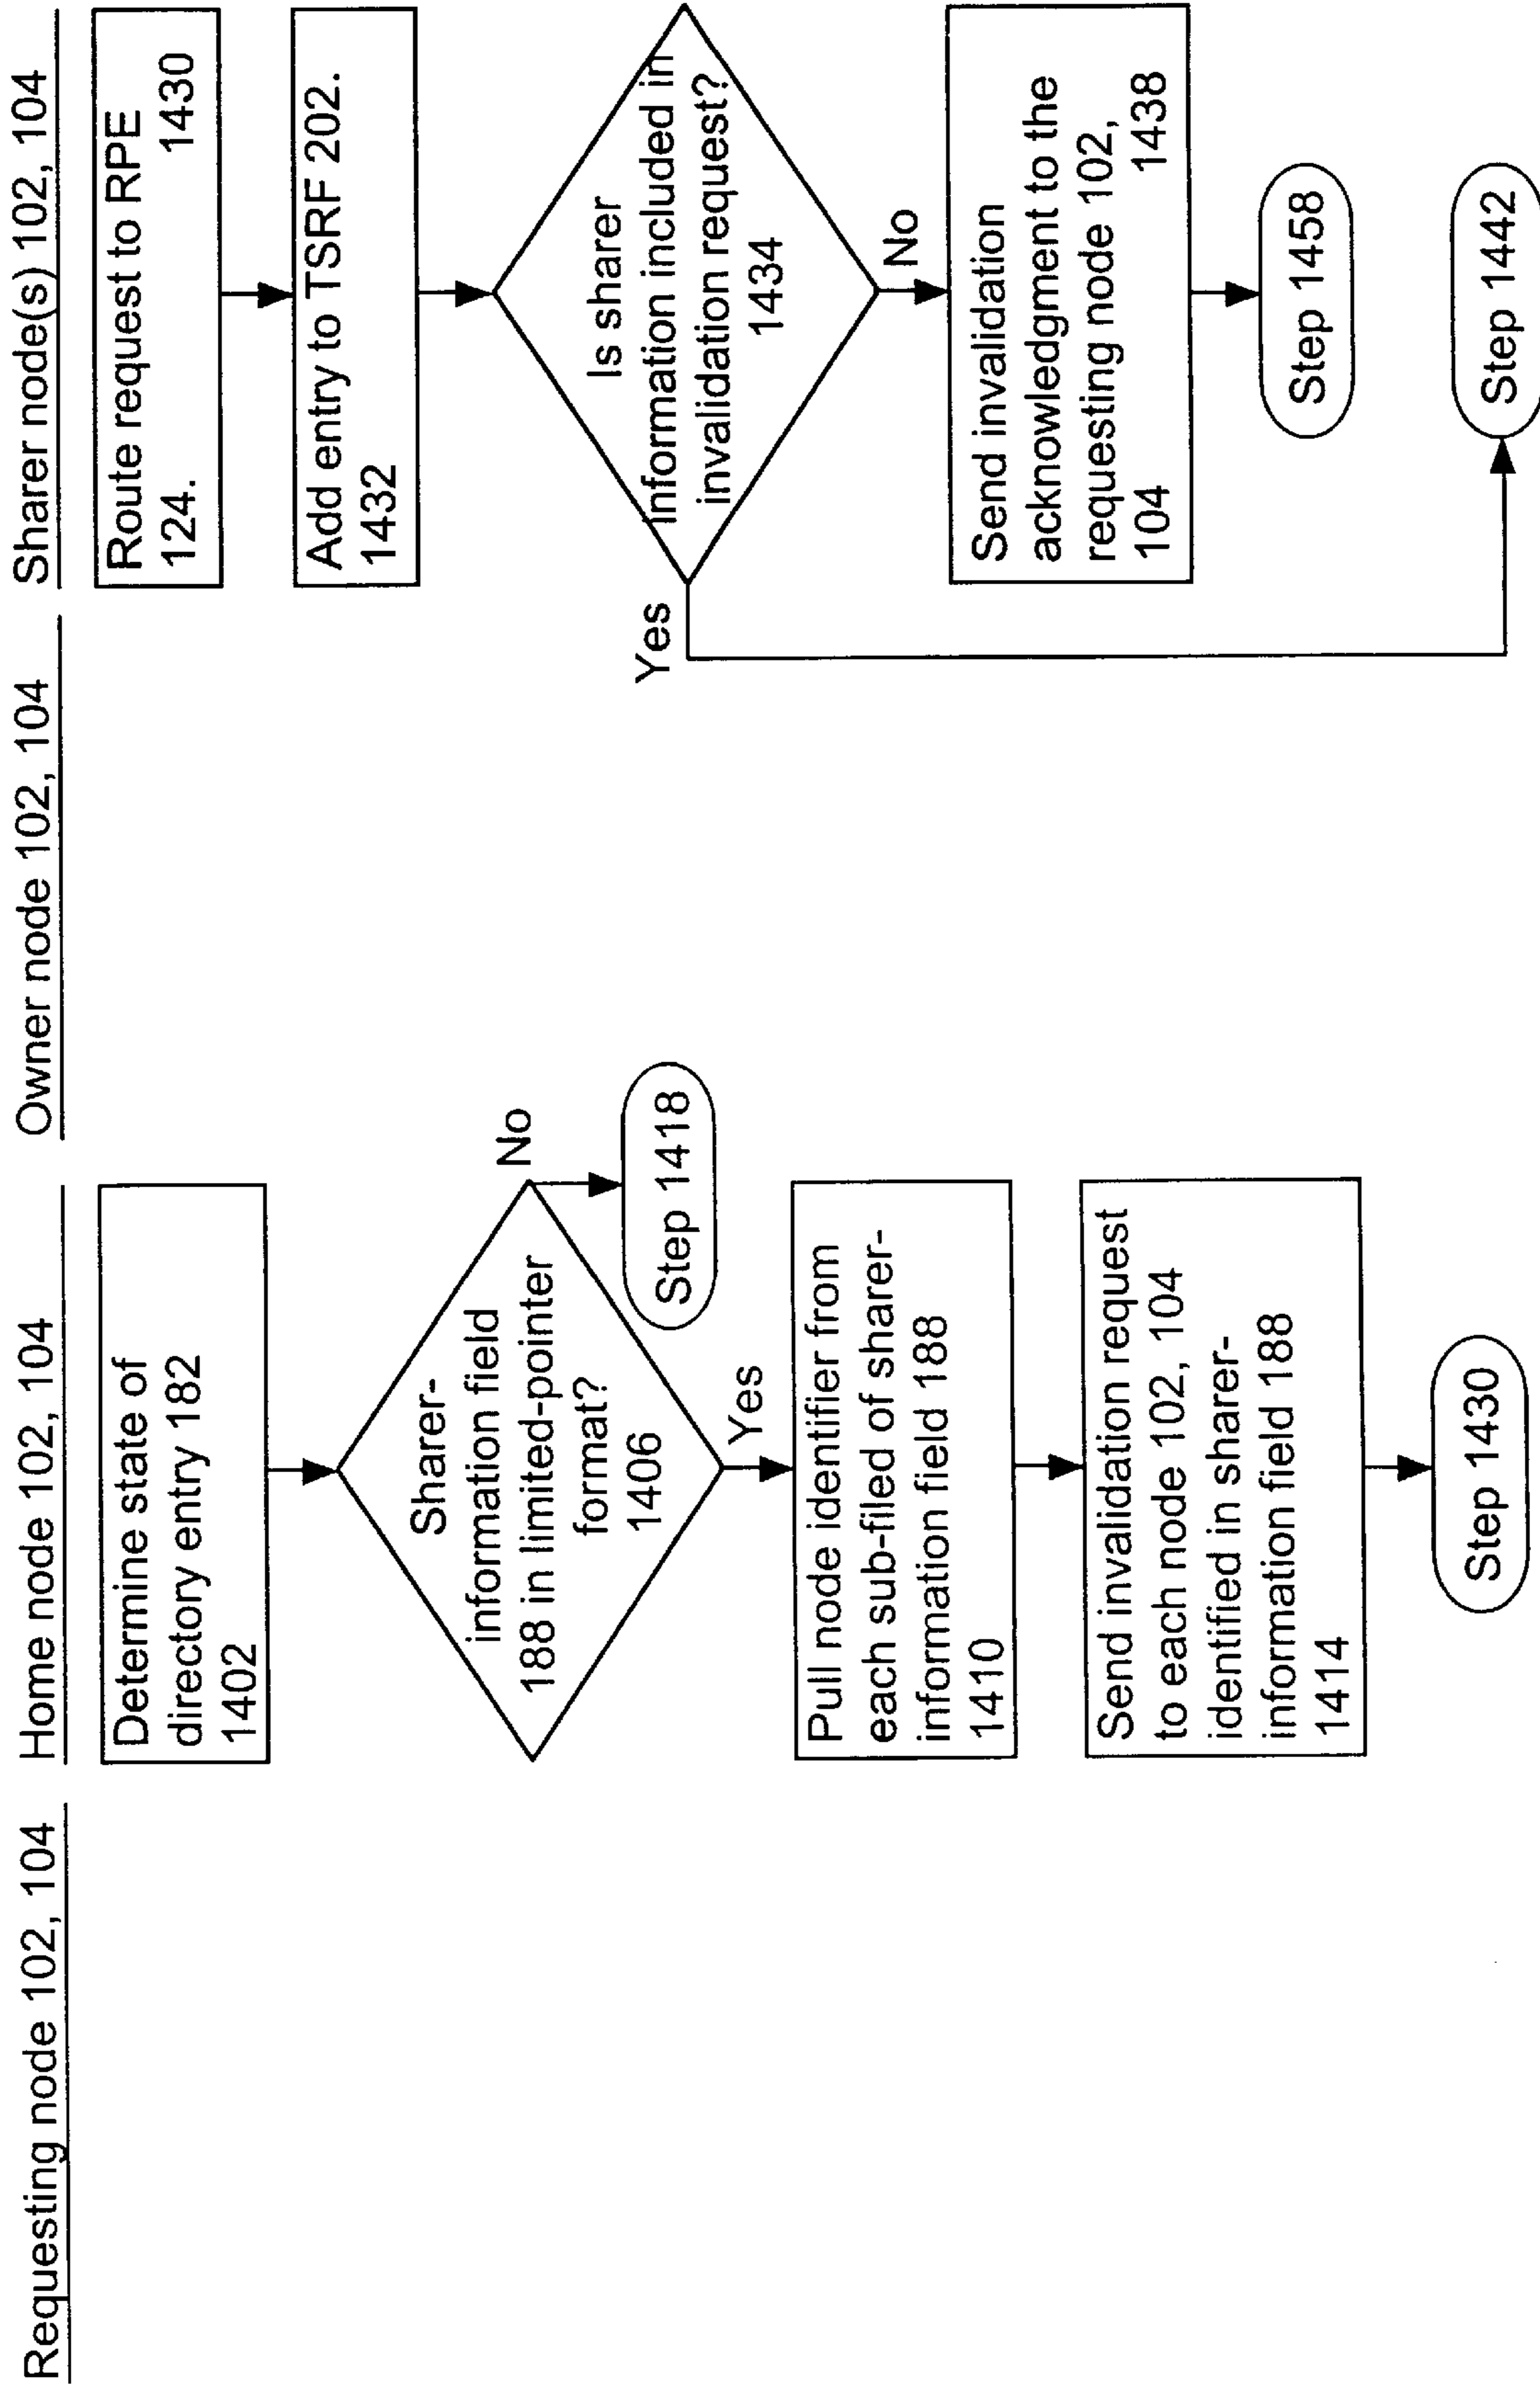 Requesting node 102, 104
Home node 102, 104
Owner node 102, 104
Sharer node(s) 102, 104
Determine state of
directory entry 182
1402
Sharer-
information field
188 in limited-pointer
format?
1406
No
Step 1418
Yes
Pull node identifier from
each sub-filed of sharer-
information field 188
1410
Send invalidation request
to each node 102, 104
identified in sharer-
information field 188
1414
Step 1430
Route request to RPE
124. 1430
Add entry to TSRF 202.
1432
Is sharer
information included in
invalidation request?
1434
Yes
No
Send invalidation
acknowledgment to the
requesting node 102,
104 1438
Step 1458
Step 1442